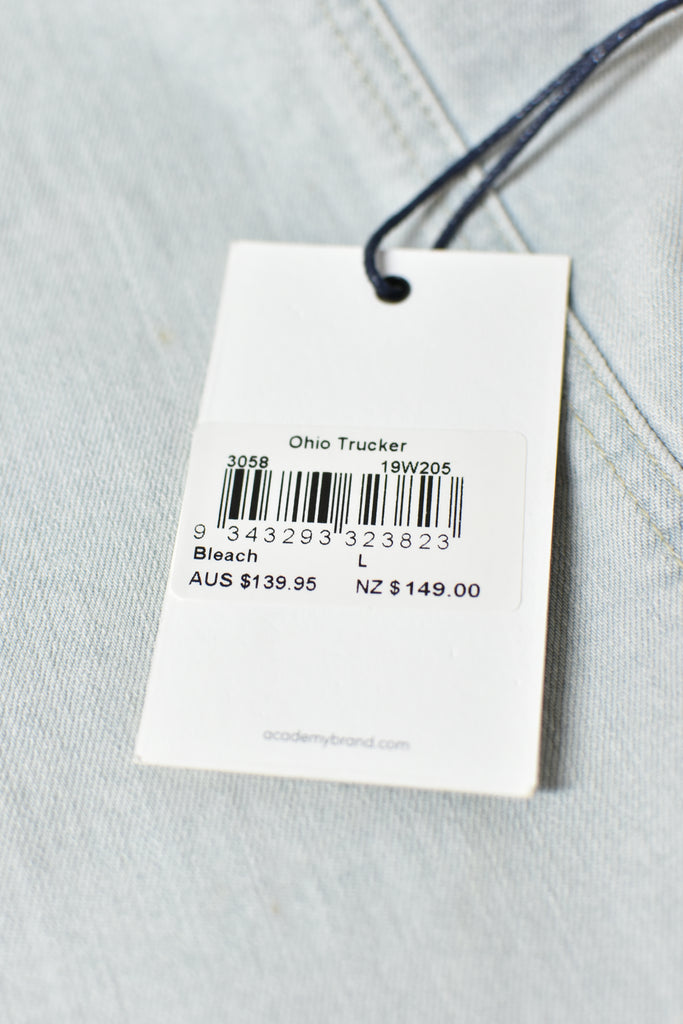 Ohio Trucker
3058 19W205
9 343293 323823
Bleach L
AUS $139.95 NZ $149.00
academybrand.com